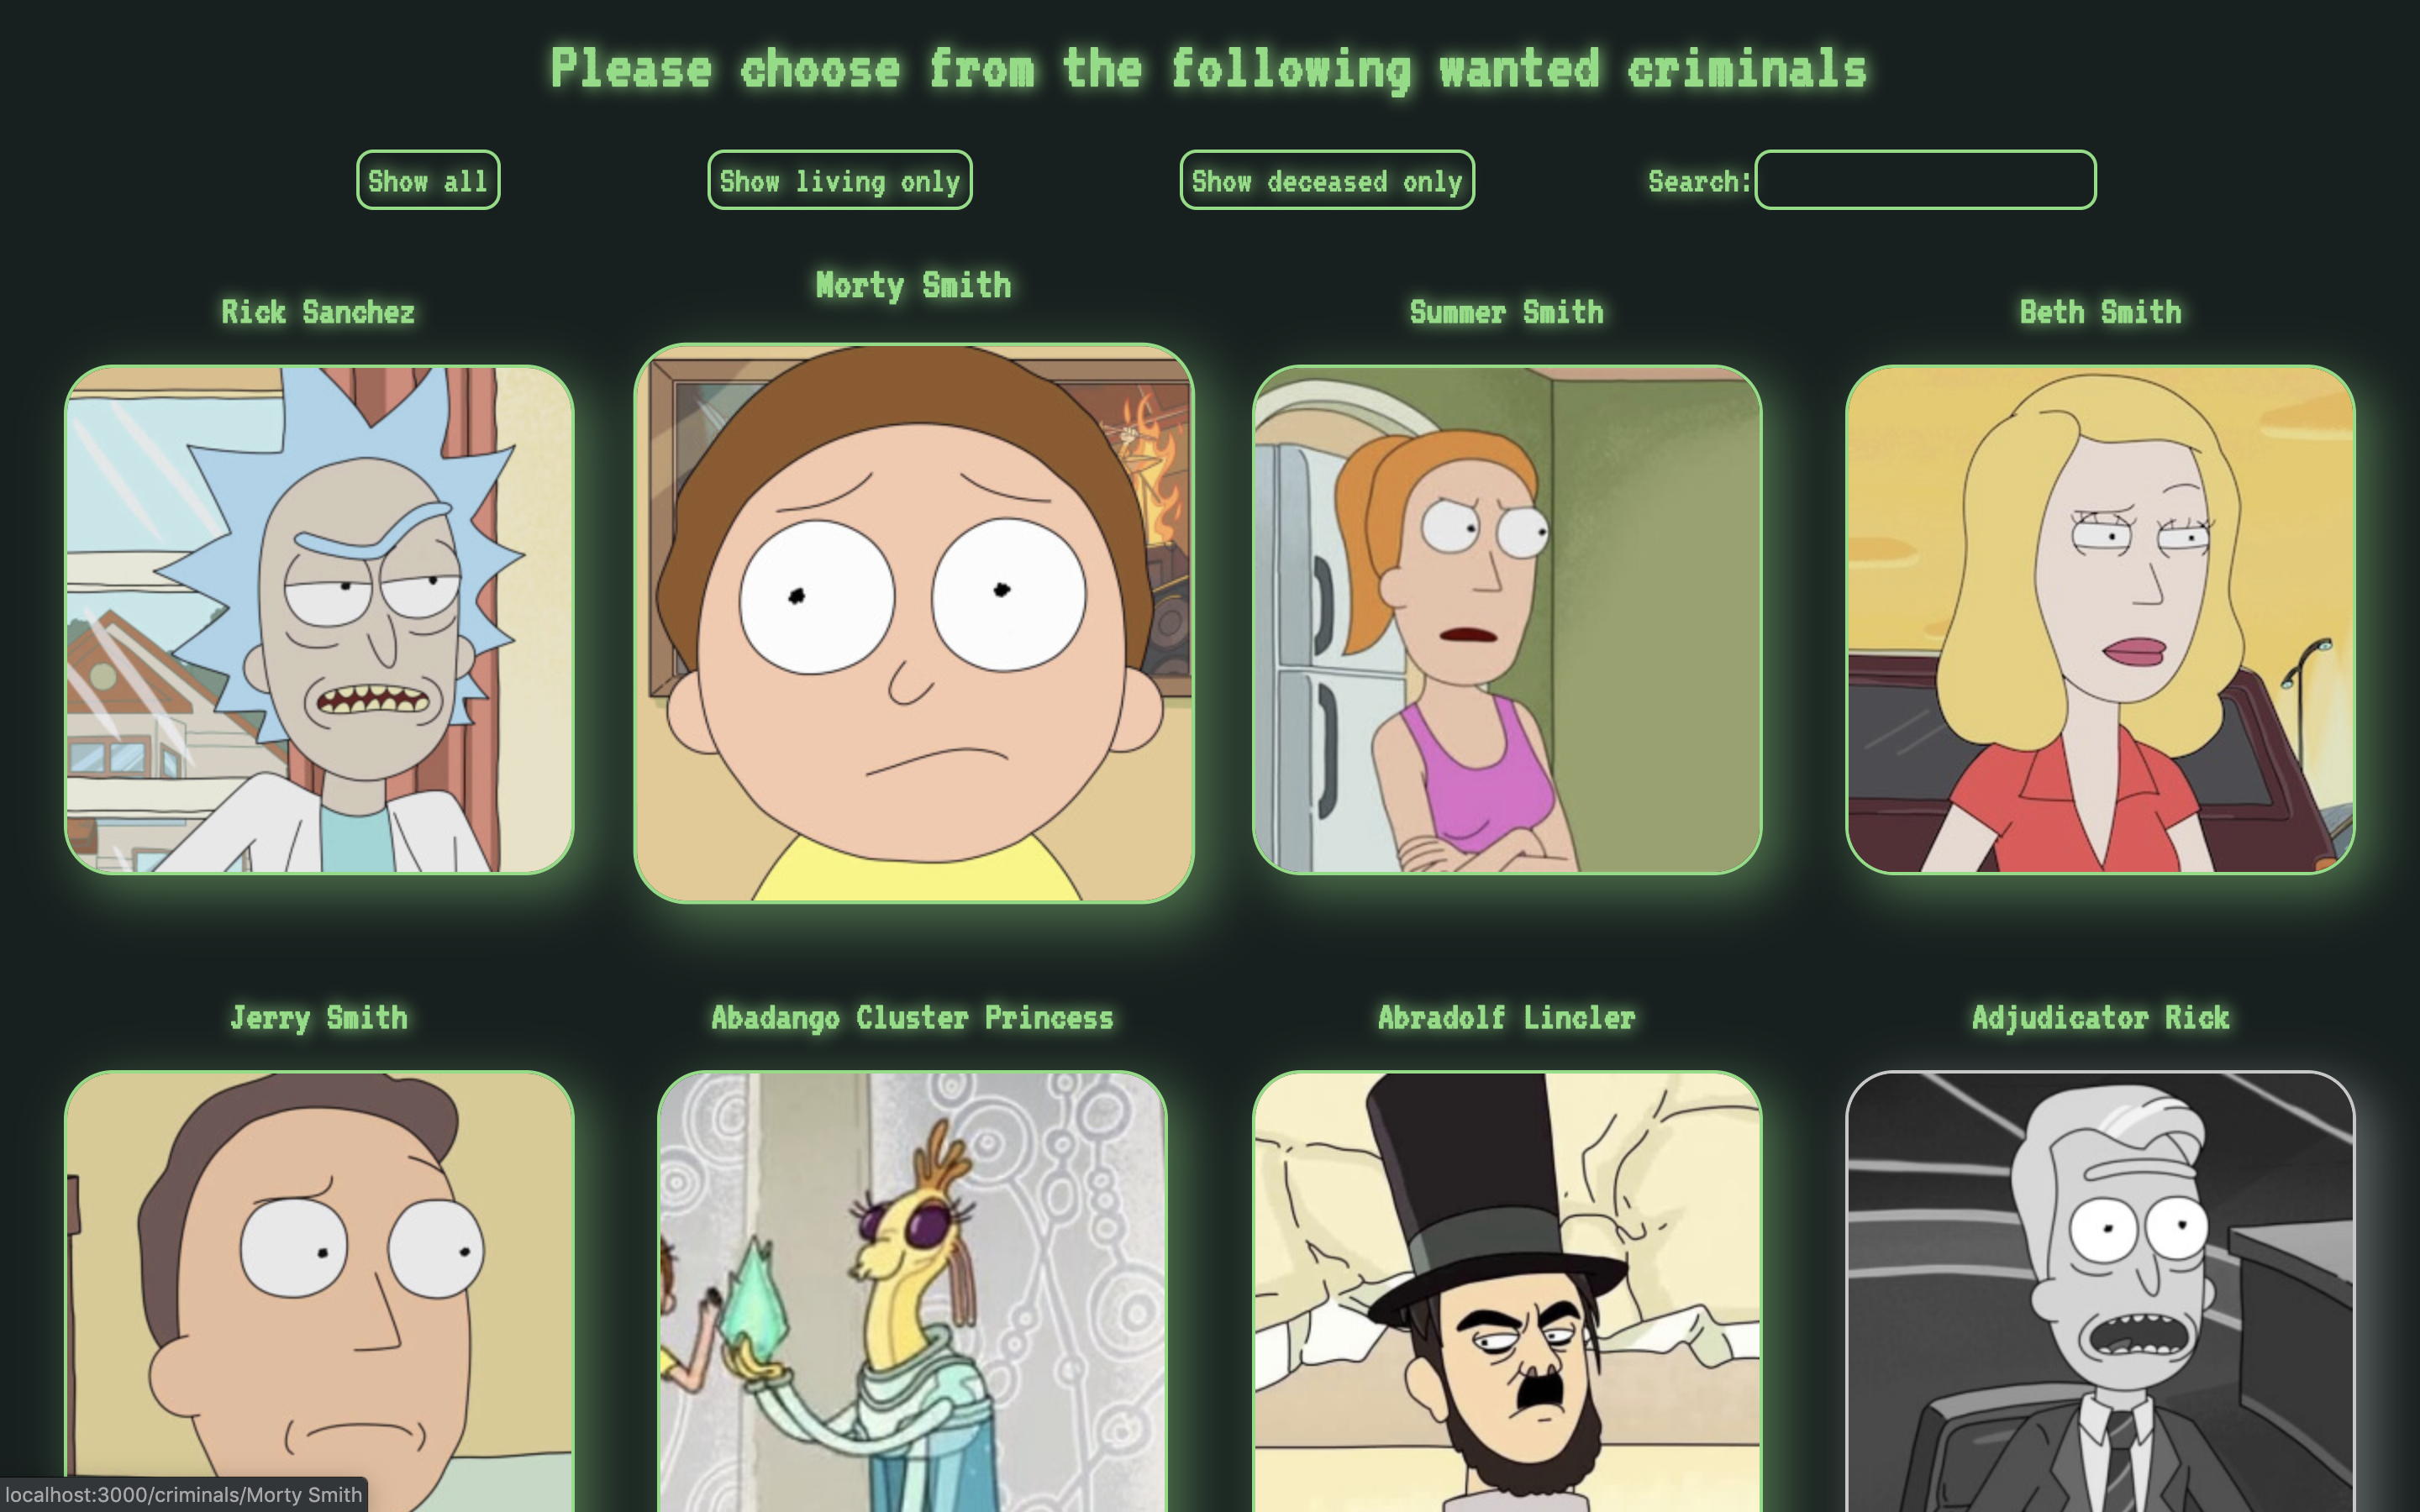 Please choose from the following wanted criminals
Show all
Show living only
Show deceased only
Search:
Rick Sanchez
Morty Smith
Summer Smith
Beth Smith
Jerry Smith
Abadango Cluster Princess
Abradolf Lincler
Adjudicator Rick
localhost:3000/criminals/Morty Smith